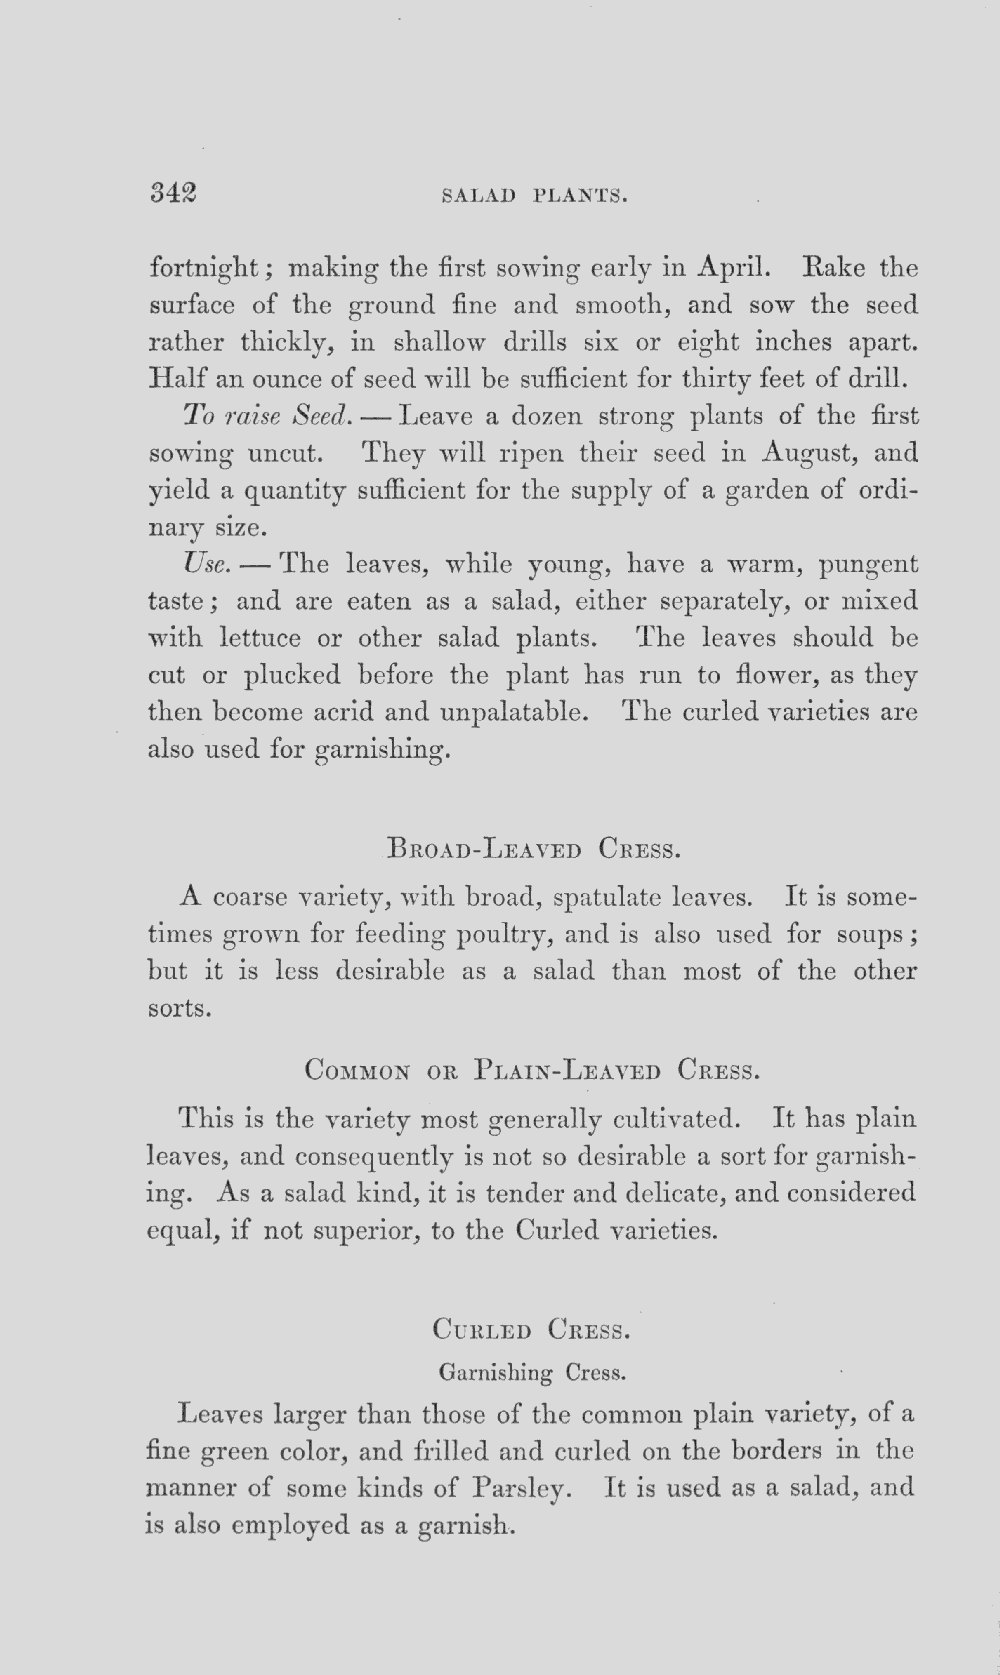 342 SALAD PLANTS.
fortnight; making the first sowing early in April. Rake the
surface of the ground fine and smooth, and sow the seed
rather thickly, in shallow drills six or eight inches apart.
Half an ounce of seed will be sufficient for thirty feet of drill.
To raise Seed. — Leave a dozen strong plants of the first
sowing uncut. They will ripen their seed in August, and
yield a quantity sufficient for the supply of a garden of ordi-
nary size.
Use. — The leaves, while young, have a warm, pungent
taste; and are eaten as a salad, either separately, or mixed
with lettuce or other salad plants. The leaves should be
cut or plucked before the plant has run to flower, as they
then become acrid and unpalatable. The curled varieties are
also used for garnishing.
BROAD-LEAVED CRESS.
A coarse variety, with broad, spatulate leaves. It is some-
times grown for feeding poultry, and is also used for soups;
but it is less desirable as a salad than most of the other
sorts.
COMMON OR PLAIN-LEAVED CRESS.
This is the variety most generally cultivated. It has plain
leaves, and consequently is not so desirable a sort for garnish-
ing. As a salad kind, it is tender and delicate, and considered
equal, if not superior, to the Curled varieties.
CURLED CRESS.
Garnishing Cress.
Leaves larger than those of the common plain variety, of a
fine green color, and frilled and curled on the borders in the
manner of some kinds of Parsley. It is used as a salad, and
is also employed as a garnish.